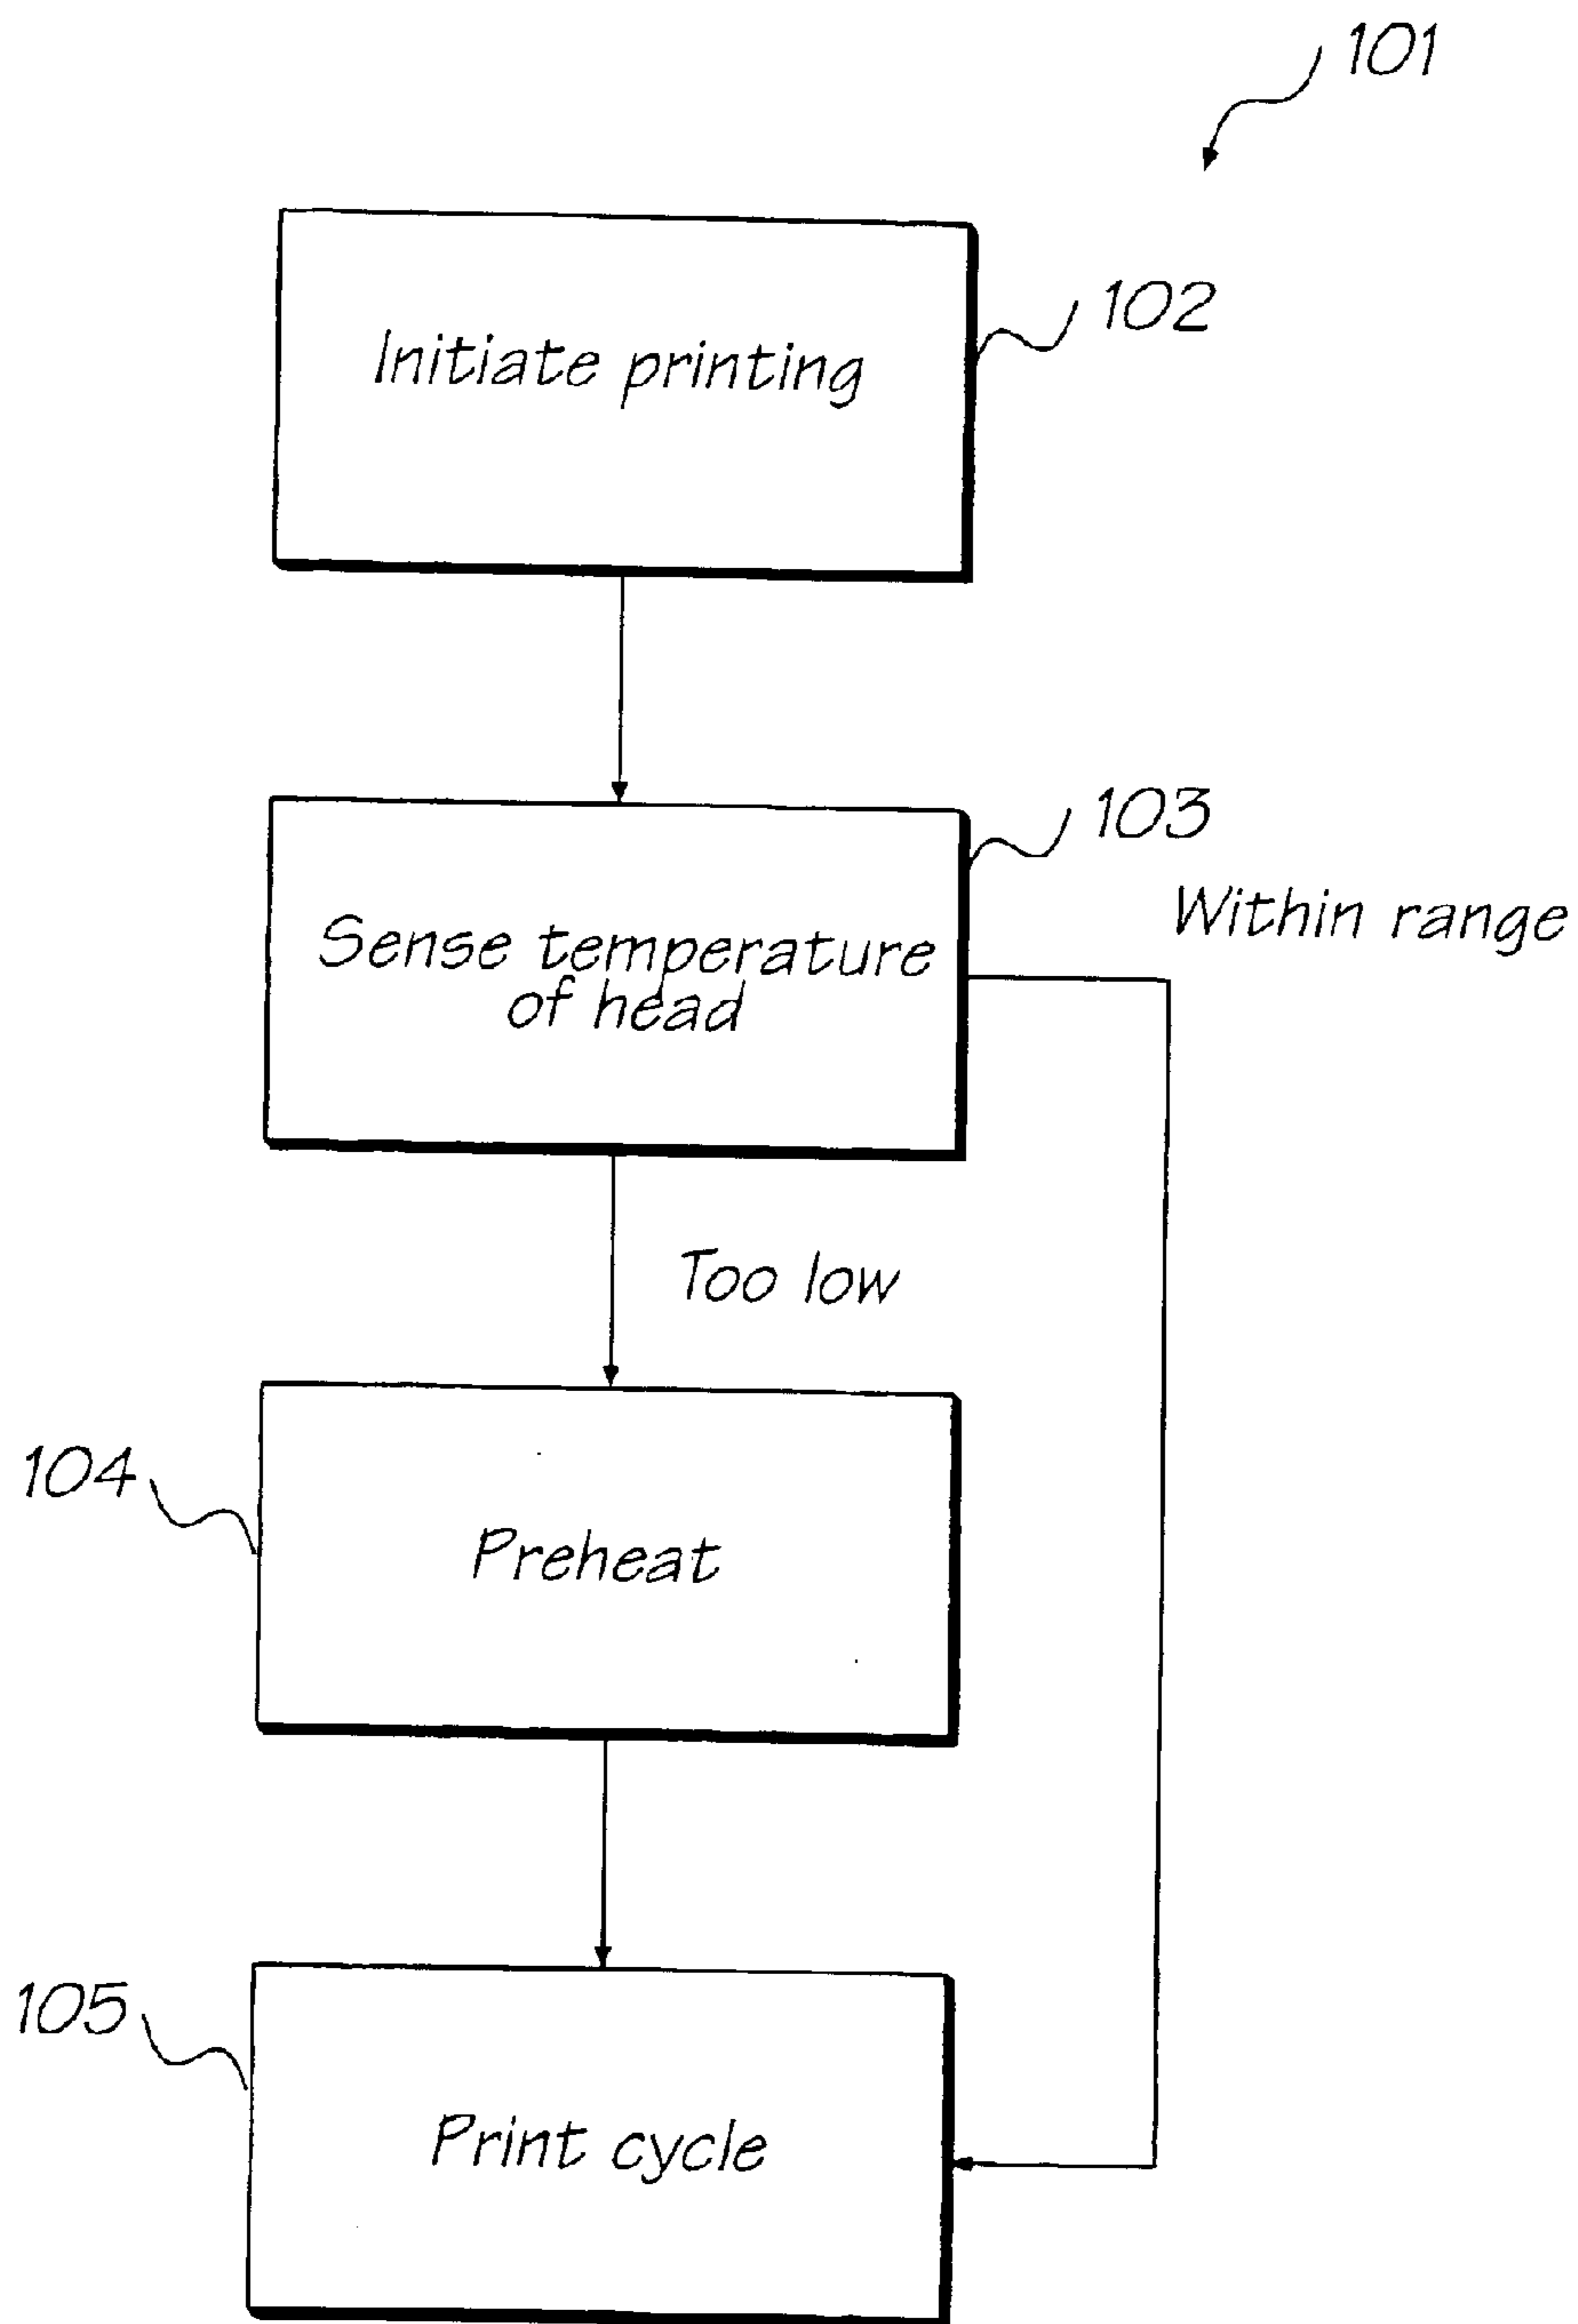 101
Initiate printing
102
103
Within range
Sense temperature
of head
Too low
104
Preheat
105
Print cycle